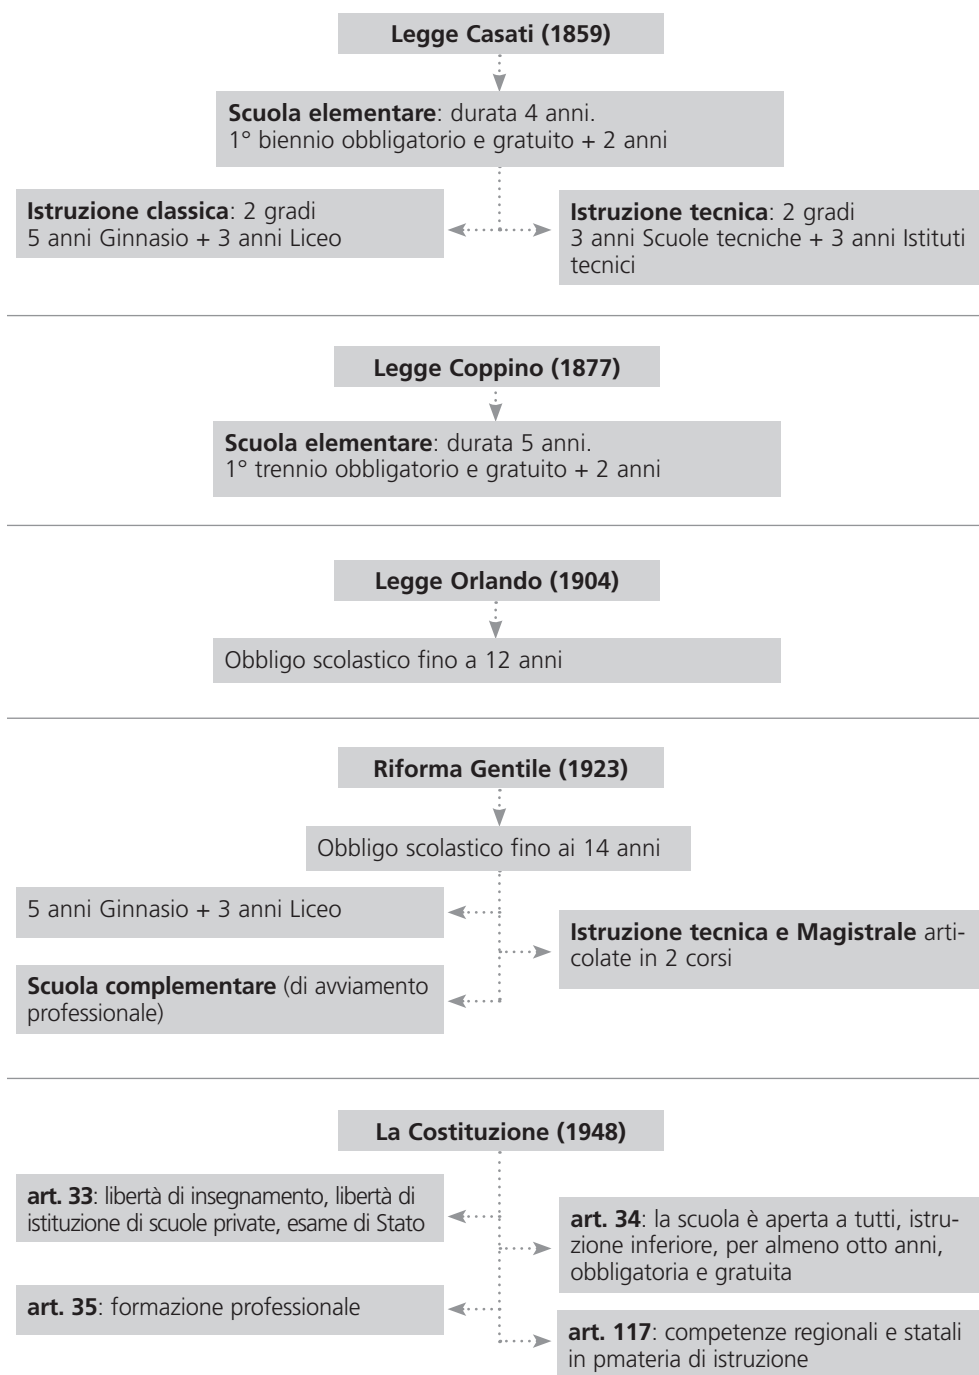 Legge Casati (1859)
Scuola elementare: durata 4 anni.
1° biennio obbligatorio e gratuito + 2 anni
Istruzione classica: 2 gradi
5 anni Ginnasio + 3 anni Liceo
Istruzione tecnica: 2 gradi
3 anni Scuole tecniche + 3 anni Istituti
tecnici
Legge Coppino (1877)
Scuola elementare: durata 5 anni.
1° trennio obbligatorio e gratuito + 2 anni
Legge Orlando (1904)
Obbligo scolastico fino a 12 anni
Riforma Gentile (1923)
Obbligo scolastico fino ai 14 anni
5 anni Ginnasio + 3 anni Liceo
Istruzione tecnica e Magistrale arti-
colate in 2 corsi
Scuola complementare (di avviamento
professionale)
La Costituzione (1948)
art. 33: libertà di insegnamento, libertà di
istituzione di scuole private, esame di Stato
art. 34: la scuola è aperta a tutti, istru-
zione inferiore, per almeno otto anni,
obbligatoria e gratuita
art. 35: formazione professionale
art. 117: competenze regionali e statali
in pmateria di istruzione